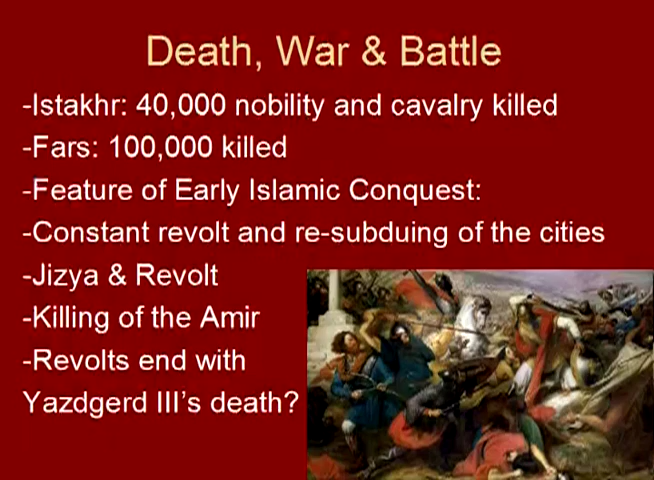 Death, War & Battle
-Istakhr: 40,000 nobility and cavalry killed
-Fars: 100,000 killed
-Feature of Early Islamic Conquest:
-Constant revolt and re-subduing of the cities
-Jizya & Revolt
-Killing of the Amir
-Revolts end with
Yazdgerd III's death?